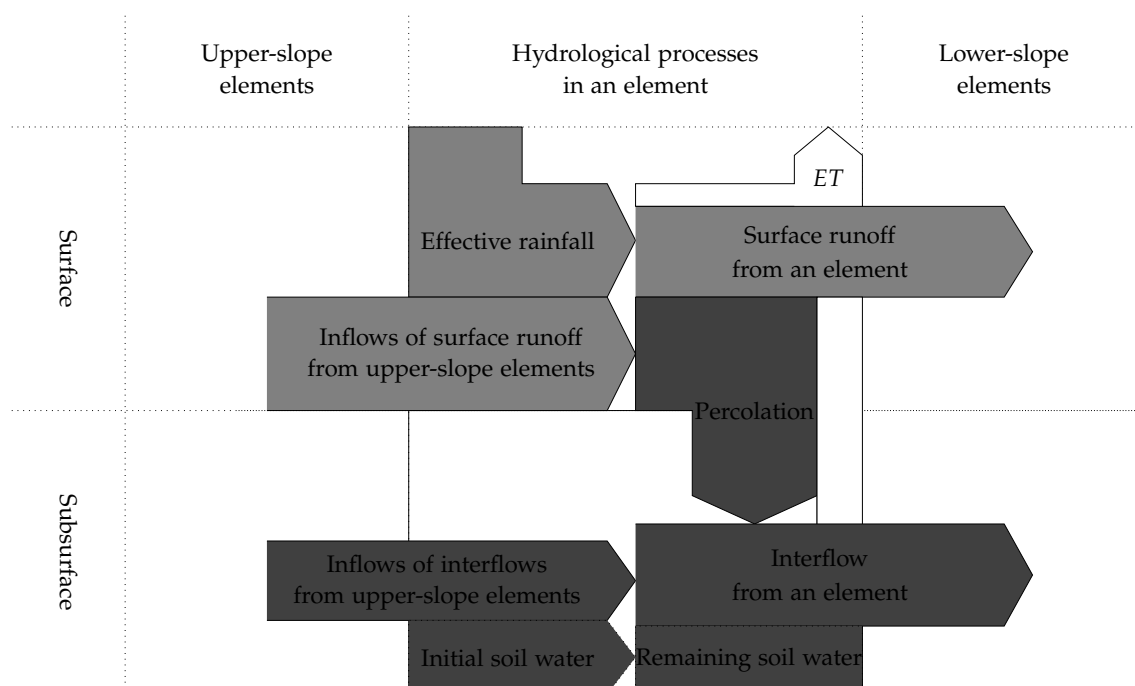 Upper-slope
elements
Hydrological processes
in an element
Lower-slope
elements
Surface
ET
Effective rainfall
Surface runoff
from an element
Inflows of surface runoff
from upper-slope elements
Percolation
Subsurface
Inflows of interflows
from upper-slope elements
Interflow
from an element
Initial soil water
Remaining soil water